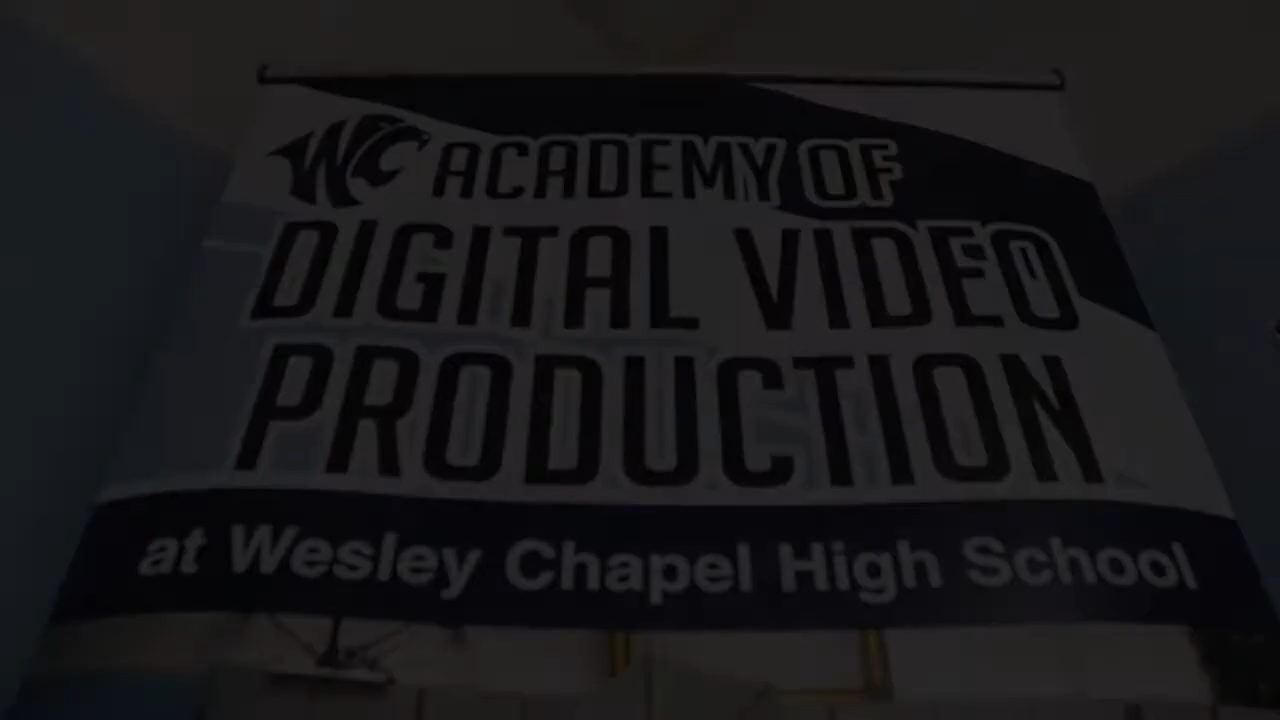 WC ACADEMY OF
DIGITAL VIDEO
PRODUCTION
at Wesley Chapel High School